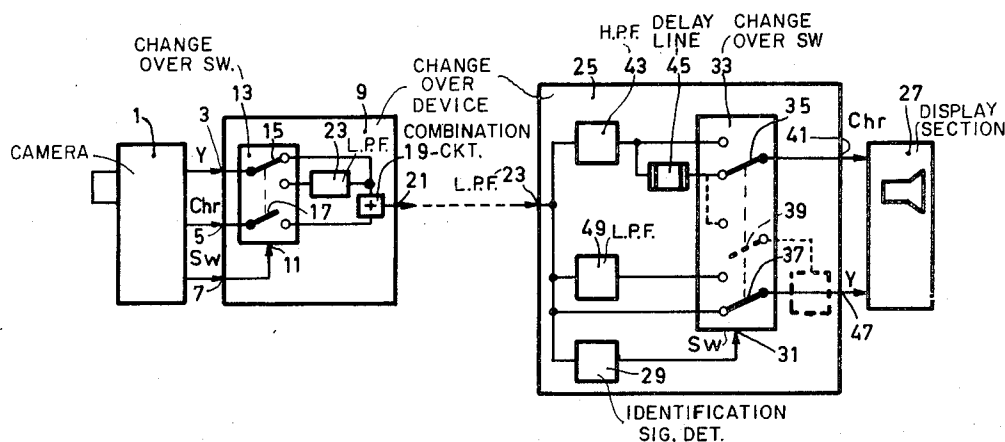 CHANGE
OVER SW.
13
1
3
CAMERA
Y
15
23
L.P.F.
9
CHANGE
OVER
DEVICE
COMBINATION
19-CKT.
+
21
17
Chr
5
Sw
7
11
L.P.F.
23
25
H.P.F.
43
DELAY
LINE
45
CHANGE OVER
SW
33
35
41
Chr
27
DISPLAY
(SECTION
39
49
L.P.F.
37
Y
47
Sw
31
29
IDENTIFICATION
SIG. DET.